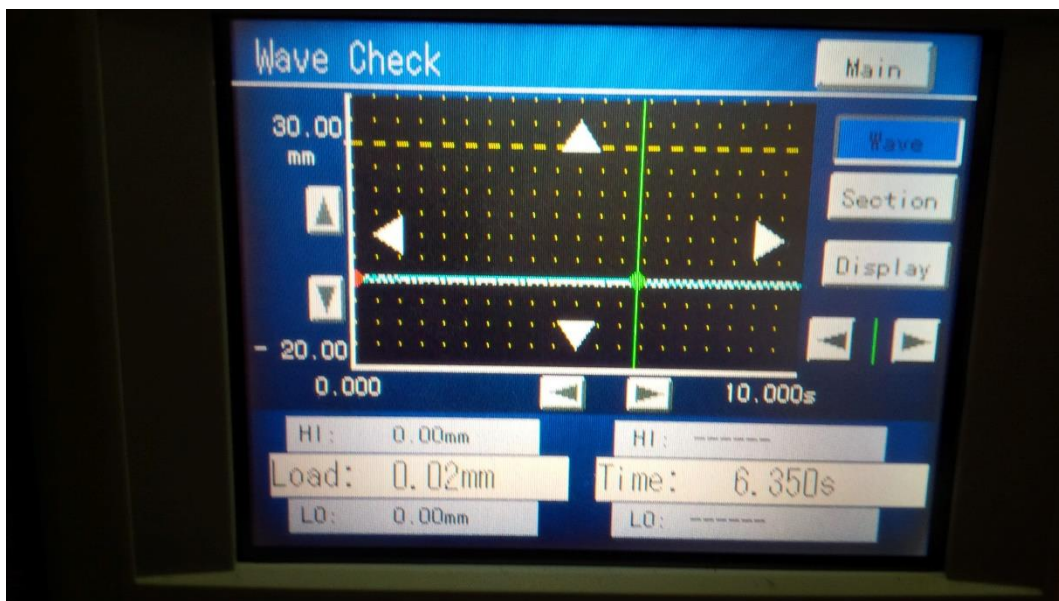 Wave Check
Main
30.00
mm
Wave
Section
Display
- 20.00
0.000
10.000s
HI: 0.00mm
HI: ------
Load: 0.02mm
Time: 6.350s
LO: 0.00mm
LO: ------